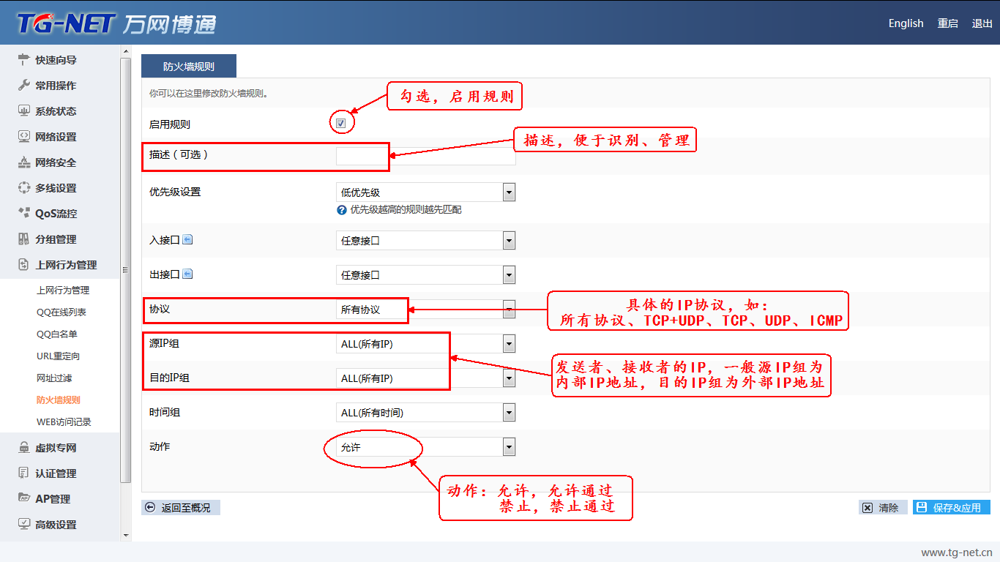 TG-NET 万网博通
English 重启 退出
快速向导
常用操作
系统状态
网络设置
网络安全
多线设置
QoS流控
分组管理
上网行为管理
上网行为管理
QQ在线列表
QQ白名单
URL重定向
网址过滤
防火墙规则
WEB访问记录
虚拟专网
认证管理
AP管理
高级设置
防火墙规则
你可以在这里修改防火墙规则。
勾选，启用规则
启用规则
描述，便于识别、管理
描述（可选）
优先级设置 低优先级
优先级越高的规则越先匹配
入接口 任意接口
出接口 任意接口
协议 所有协议
具体的IP协议，如：
所有协议、TCP+UDP、TCP、UDP、ICMP
源IP组 ALL(所有IP)
发送者、接收者的IP，一般源IP组为
内部IP地址，目的IP组为外部IP地址
目的IP组 ALL(所有IP)
时间组 ALL(所有时间)
动作 允许
动作：允许，允许通过
禁止，禁止通过
返回至概况 清除 保存&应用
www.tg-net.cn